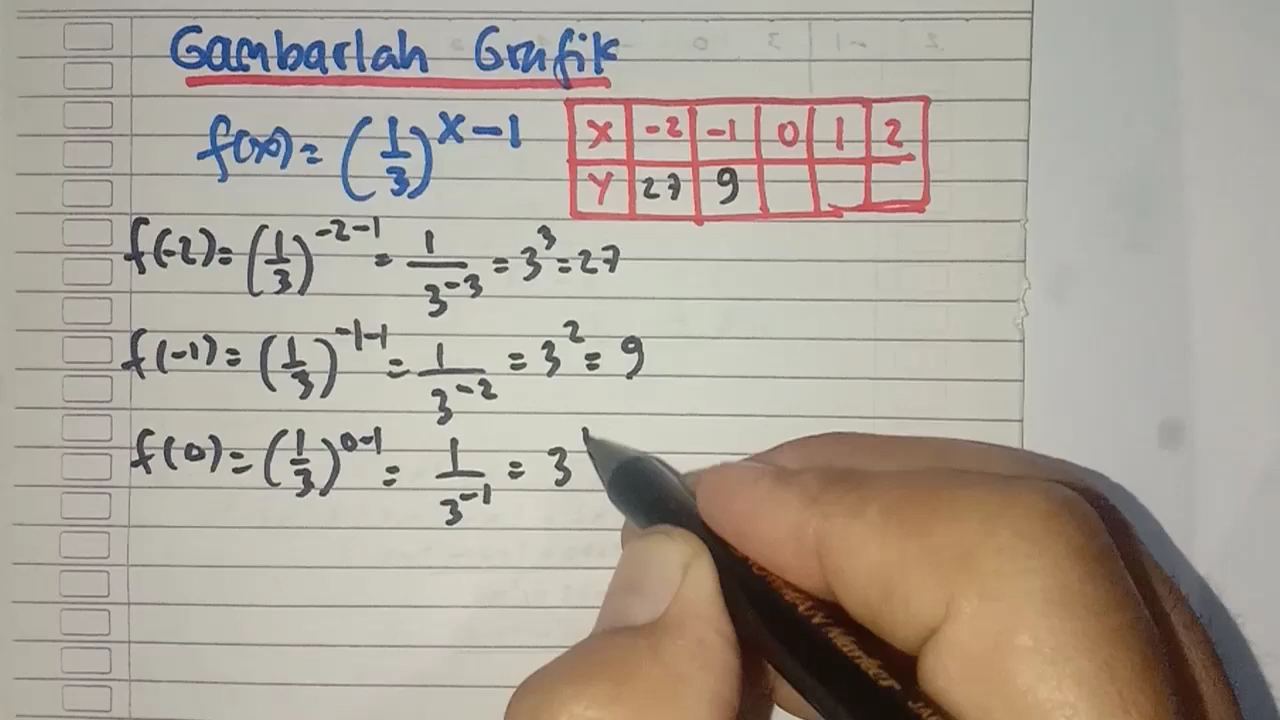 Gambarlah Grafik
f(x) = (1/3)^x-1
X -2 -1 0 1 2
Y 27 9
f(-2) = (1/3)^-2-1 = 1/3^-3 = 3^3 = 27
f(-1) = (1/3)^-1-1 = 1/3^-2 = 3^2 = 9
f(0) = (1/3)^0-1 = 1/3^-1 = 3
Marker